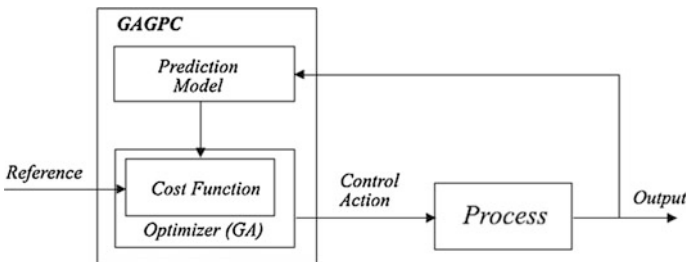 GAGPC
Prediction
Model
Reference
Cost Function
Optimizer (GA)
Control
Action
Process
Output